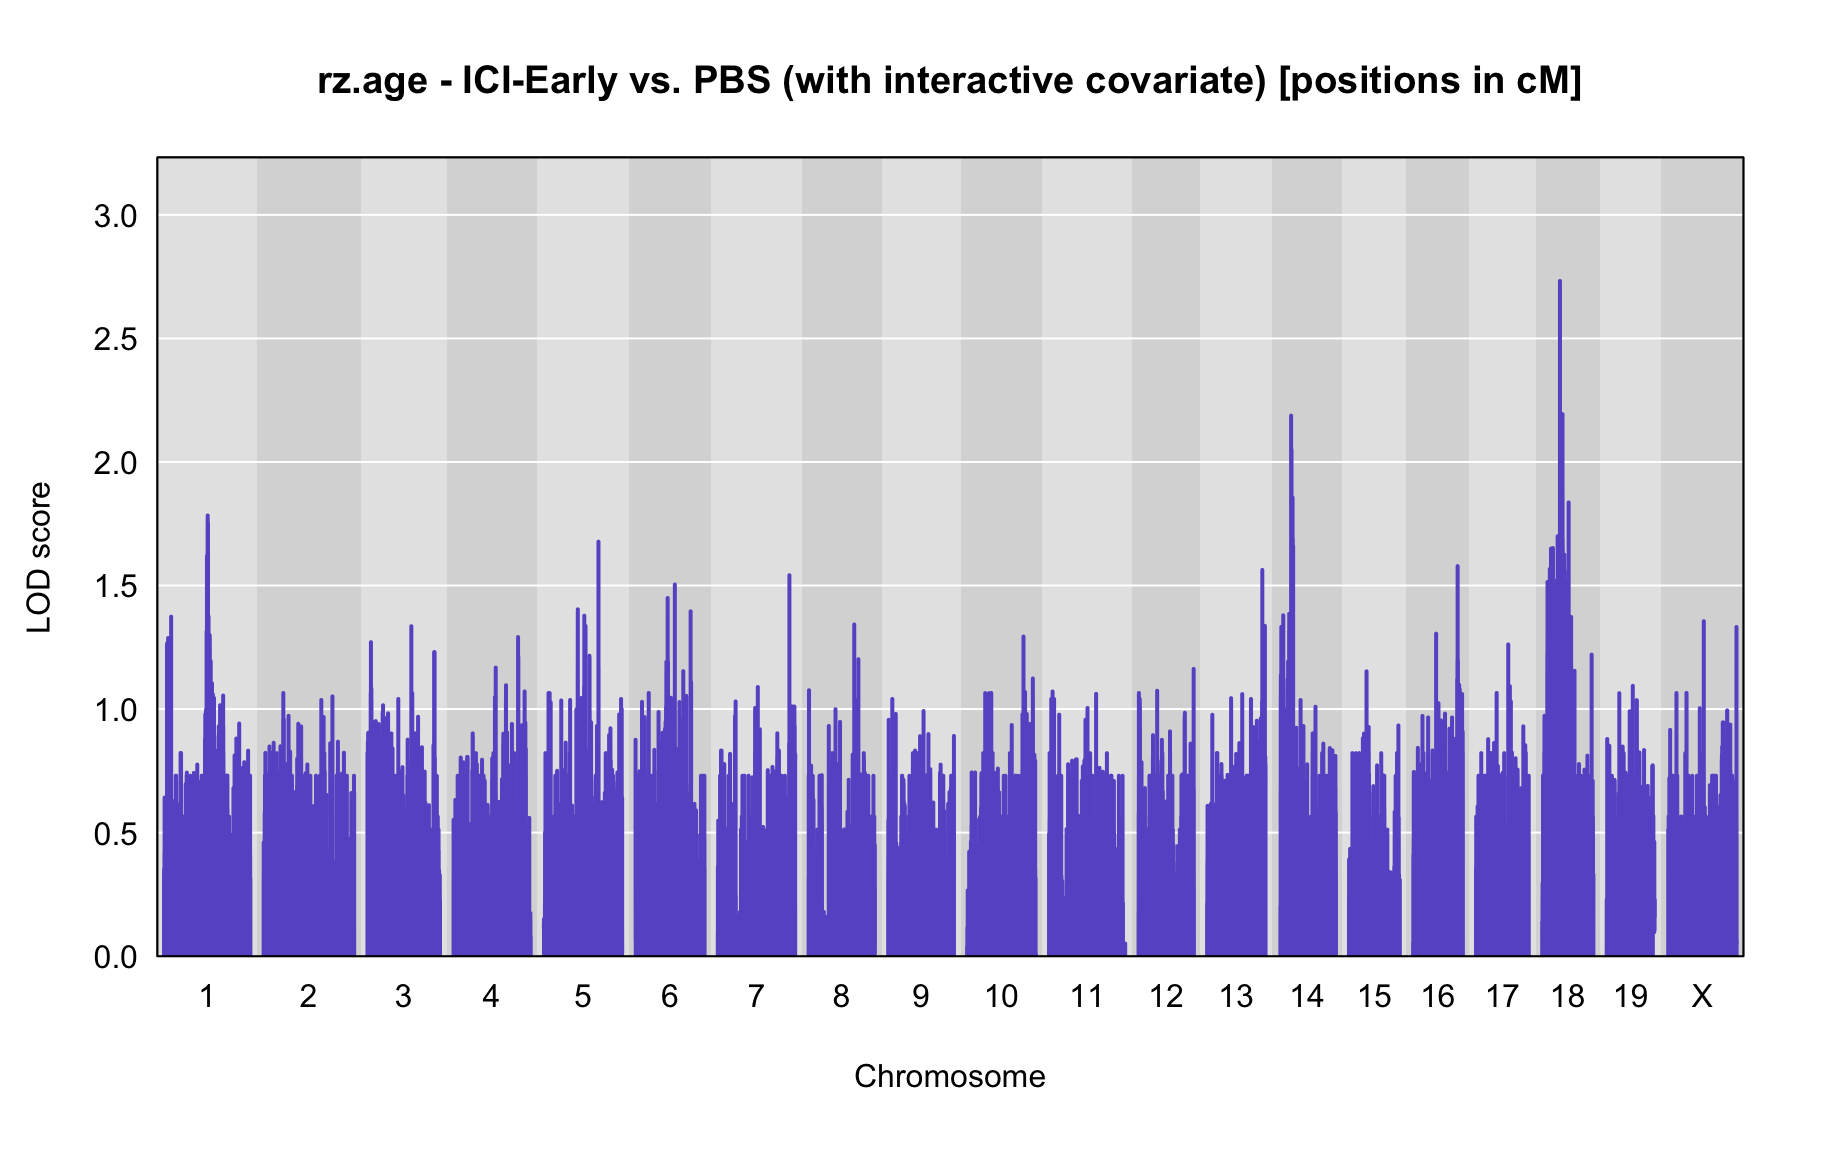 rz.age - ICI-Early vs. PBS (with interactive covariate) [positions in cM]
LOD score
3.0
2.5
2.0
1.5
1.0
0.5
0.0
1 2 3 4 5 6 7 8 9 10 11 12 13 14 15 16 17 18 19 X
Chromosome